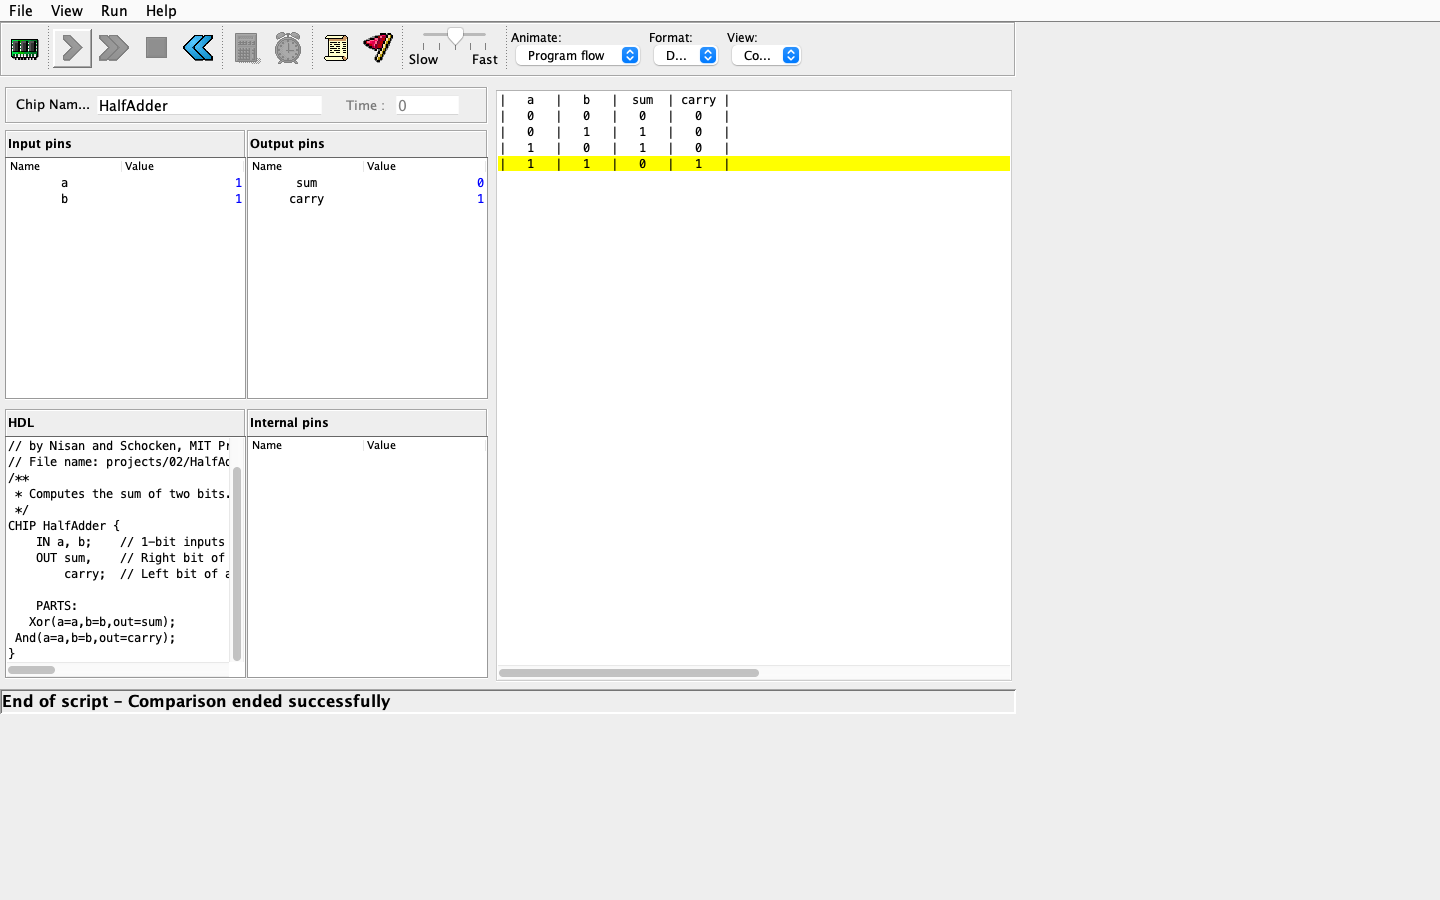 File View Run Help
Animate: Format: View:
Slow Fast Program flow D... Co...
Chip Nam... HalfAdder Time : 0
Input pins
Name Value
a 1
b 1
Output pins
Name Value
sum 0
carry 1
HDL
// by Nisan and Schocken, MIT Pr
// File name: projects/02/HalfAd
/**
 * Computes the sum of two bits.
 */
CHIP HalfAdder {
    IN a, b;    // 1-bit inputs
    OUT sum,    // Right bit of
        carry;  // Left bit of a
    PARTS:
   Xor(a=a,b=b,out=sum);
 And(a=a,b=b,out=carry);
}
Internal pins
Name Value
|   a   |   b   |  sum  | carry |
|   0   |   0   |   0   |   0   |
|   0   |   1   |   1   |   0   |
|   1   |   0   |   1   |   0   |
|   1   |   1   |   0   |   1   |
End of script - Comparison ended successfully